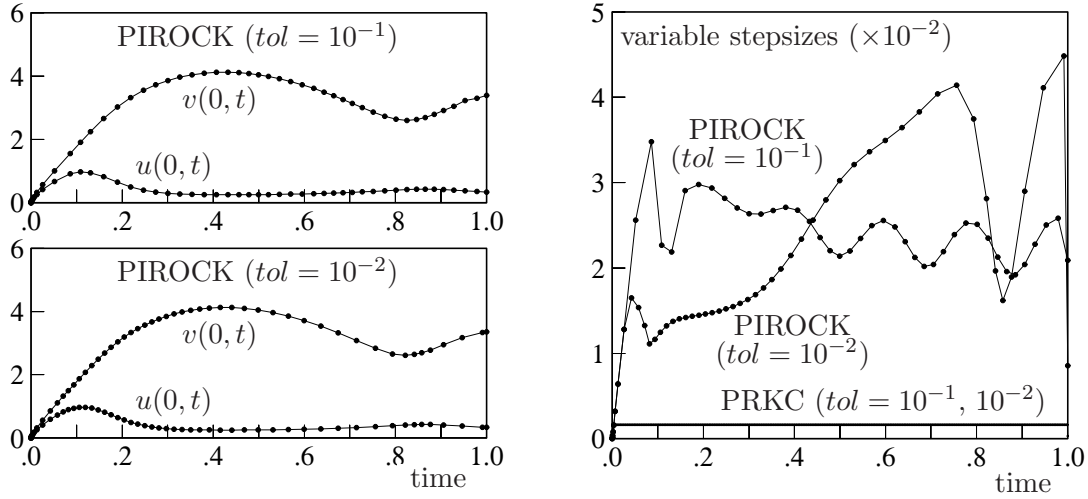 6
PIROCK (tol = 10^-1)
4
v(0, t)
2
u(0, t)
0
.0 .2 .4 .6 .8 1.0
6
PIROCK (tol = 10^-2)
4
v(0, t)
2
u(0, t)
0
.0 .2 .4 .6 .8 1.0
time
5
variable stepsizes (×10^-2)
4
PIROCK
(tol = 10^-1)
3
2
PIROCK
(tol = 10^-2)
1
PRKC (tol = 10^-1, 10^-2)
0
.0 .2 .4 .6 .8 1.0
time